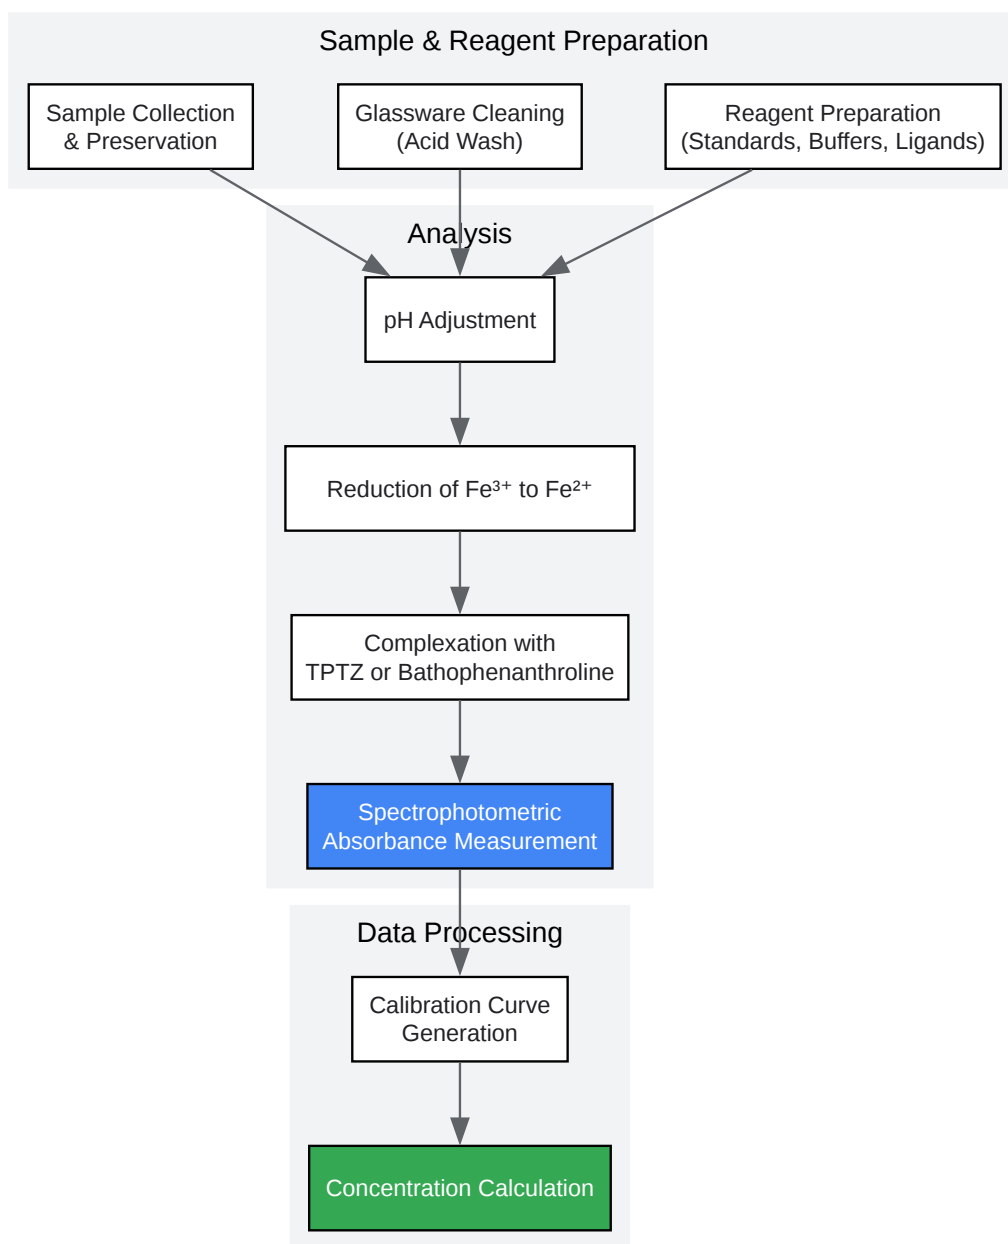 Sample & Reagent Preparation
Sample Collection
& Preservation
Glassware Cleaning
(Acid Wash)
Reagent Preparation
(Standards, Buffers, Ligands)
Analysis
pH Adjustment
Reduction of Fe³⁺ to Fe²⁺
Complexation with
TPTZ or Bathophenanthroline
Spectrophotometric
Absorbance Measurement
Data Processing
Calibration Curve
Generation
Concentration Calculation